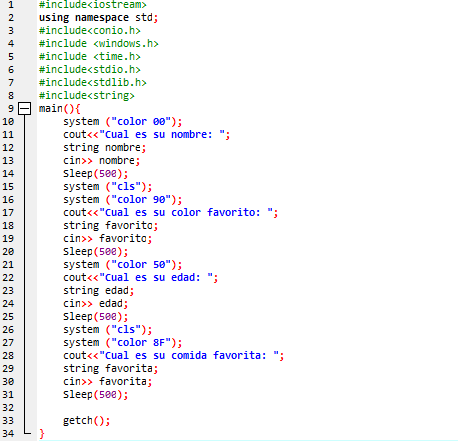 1 #include<iostream>
2 using namespace std;
3 #include<conio.h>
4 #include <windows.h>
5 #include <time.h>
6 #include<stdio.h>
7 #include<stdlib.h>
8 #include<string>
9 main(){
10 system ("color 00");
11 cout<<"Cual es su nombre: ";
12 string nombre;
13 cin>> nombre;
14 Sleep(500);
15 system ("cls");
16 system ("color 90");
17 cout<<"Cual es su color favorito: ";
18 string favorito;
19 cin>> favorito;
20 Sleep(500);
21 system ("color 50");
22 cout<<"Cual es su edad: ";
23 string edad;
24 cin>> edad;
25 Sleep(500);
26 system ("cls");
27 system ("color 8F");
28 cout<<"Cual es su comida favorita: ";
29 string favorita;
30 cin>> favorita;
31 Sleep(500);
32
33 getch();
34 }